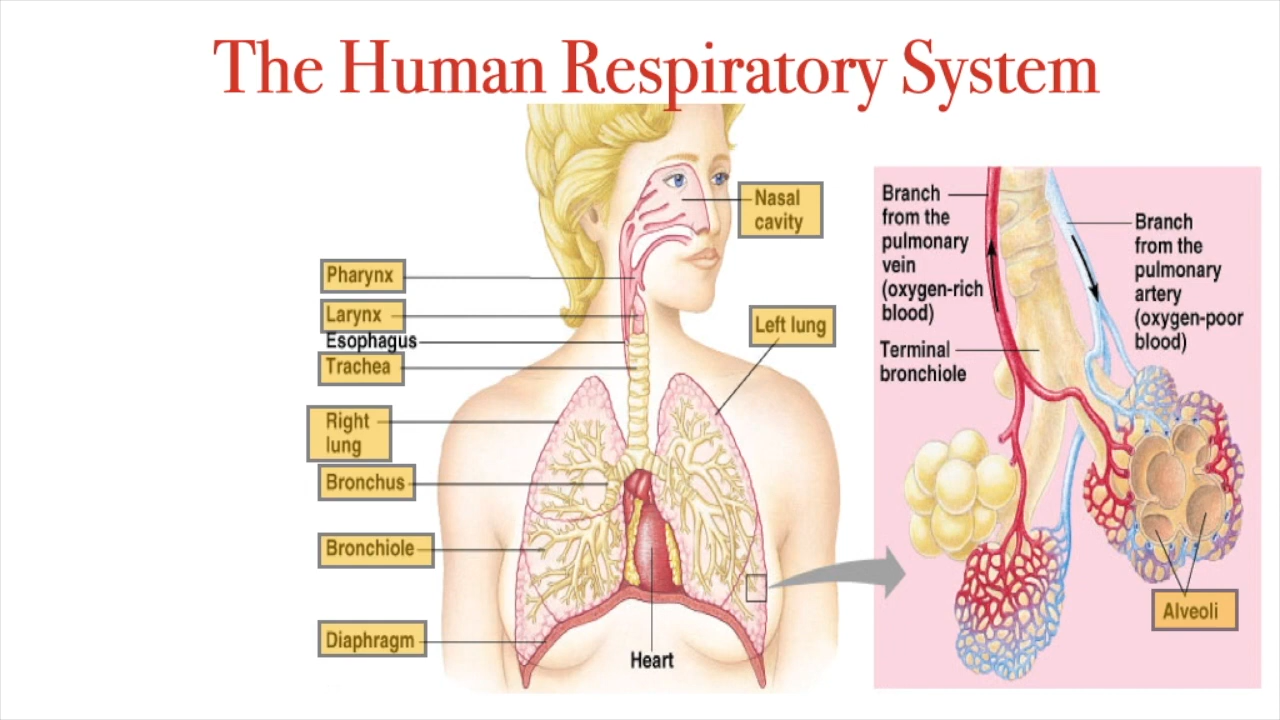 The Human Respiratory System
Nasal
cavity
Pharynx
Larynx
Esophagus
Trachea
Right
lung
Bronchus
Bronchiole
Diaphragm
Left lung
Heart
Branch
from the
pulmonary
vein
(oxygen-rich
blood)
Terminal
bronchiole
Branch
from the
pulmonary
artery
(oxygen-poor
blood)
Alveoli